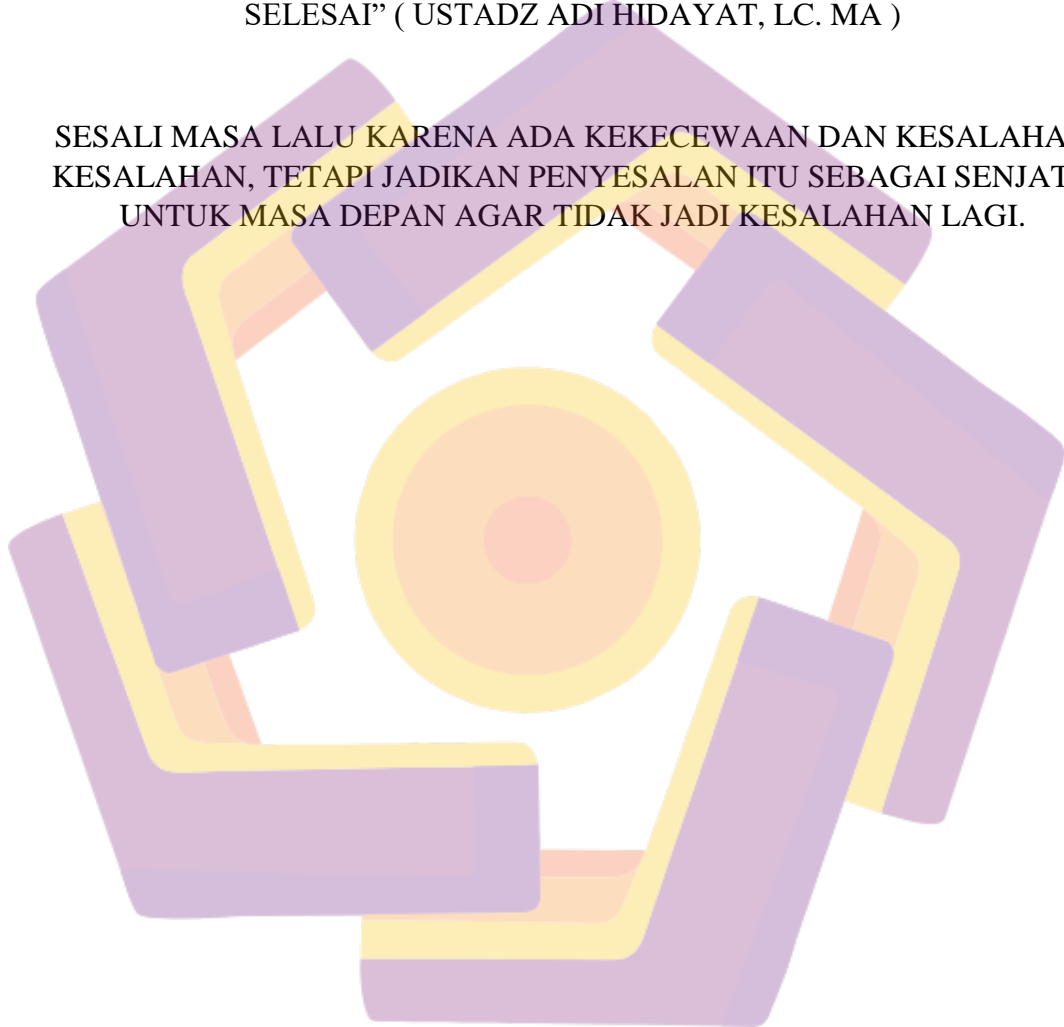 SELESAI” ( USTADZ ADI HIDAYAT, LC. MA )
SESALI MASA LALU KARENA ADA KEKECEWAAN DAN KESALAHA
KESALAHAN, TETAPI JADIKAN PENYESALAN ITU SEBAGAI SENJAT
UNTUK MASA DEPAN AGAR TIDAK JADI KESALAHAN LAGI.